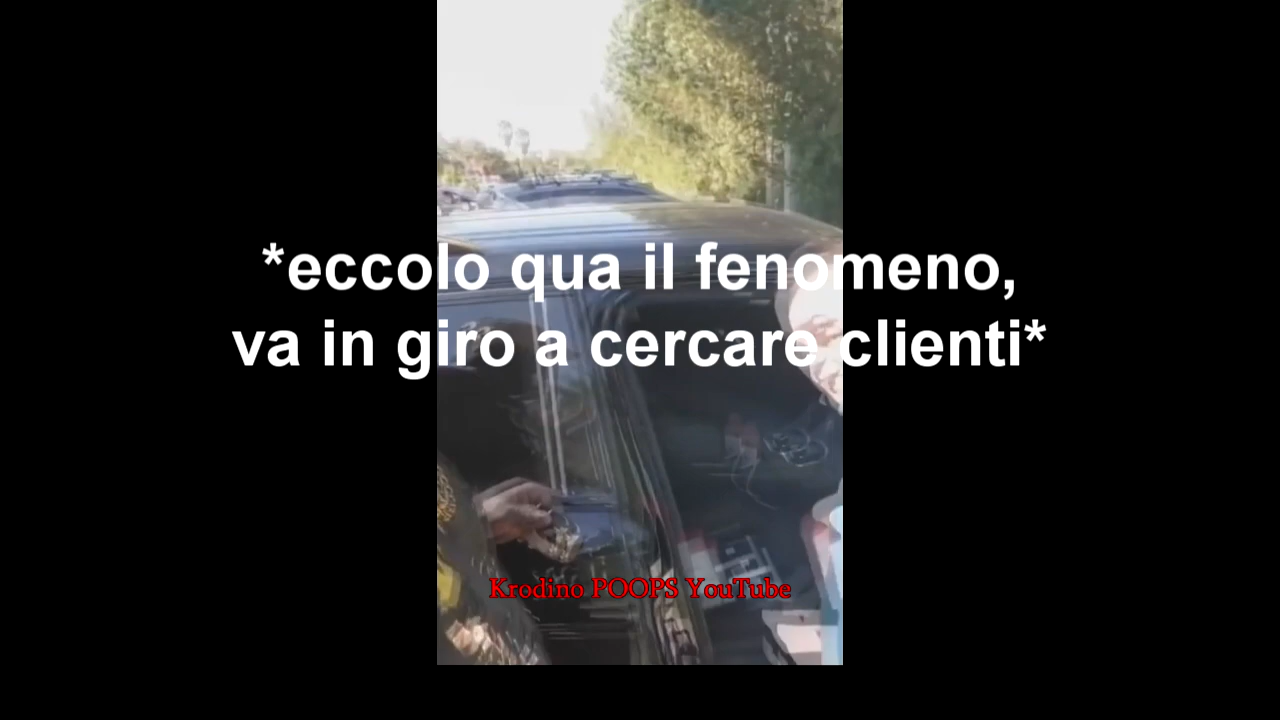 *eccolo qua il fenomeno,
va in giro a cercare clienti*
Krodino POOPS YouTube